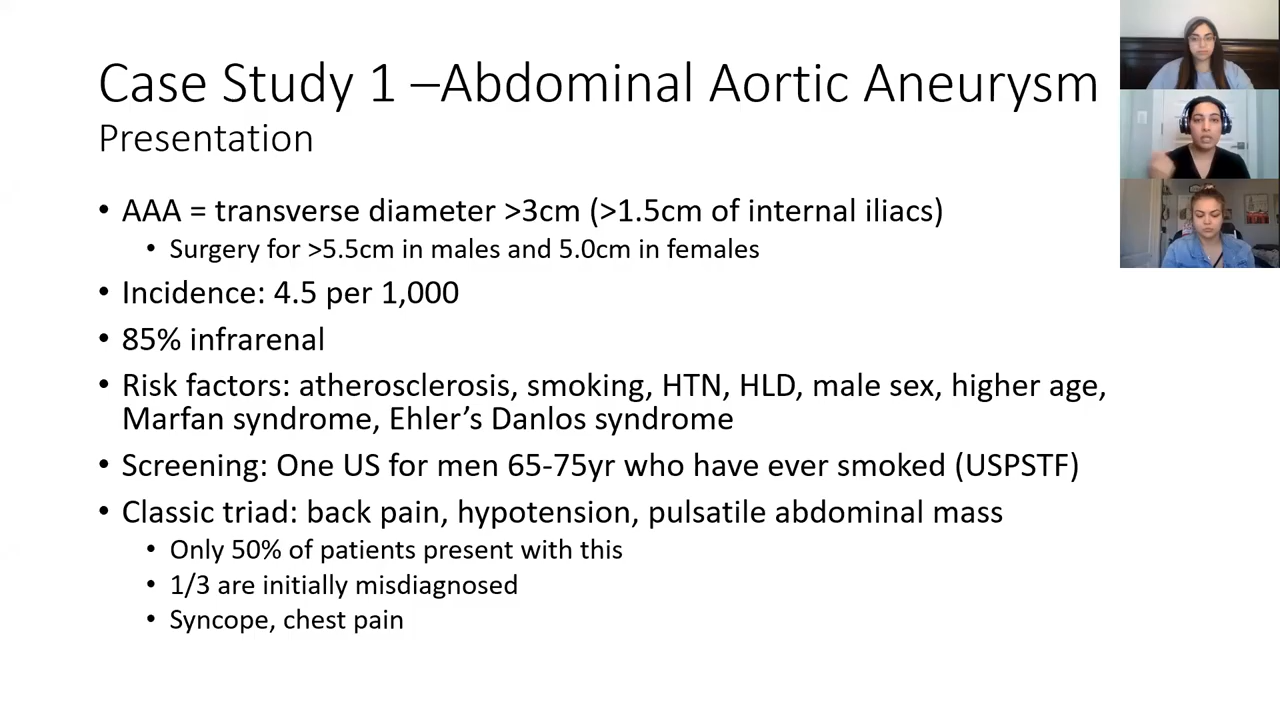 Case Study 1 –Abdominal Aortic Aneurysm
Presentation
• AAA = transverse diameter >3cm (>1.5cm of internal iliacs)
• Surgery for >5.5cm in males and 5.0cm in females
• Incidence: 4.5 per 1,000
• 85% infrarenal
• Risk factors: atherosclerosis, smoking, HTN, HLD, male sex, higher age,
Marfan syndrome, Ehler’s Danlos syndrome
• Screening: One US for men 65-75yr who have ever smoked (USPSTF)
• Classic triad: back pain, hypotension, pulsatile abdominal mass
• Only 50% of patients present with this
• 1/3 are initially misdiagnosed
• Syncope, chest pain